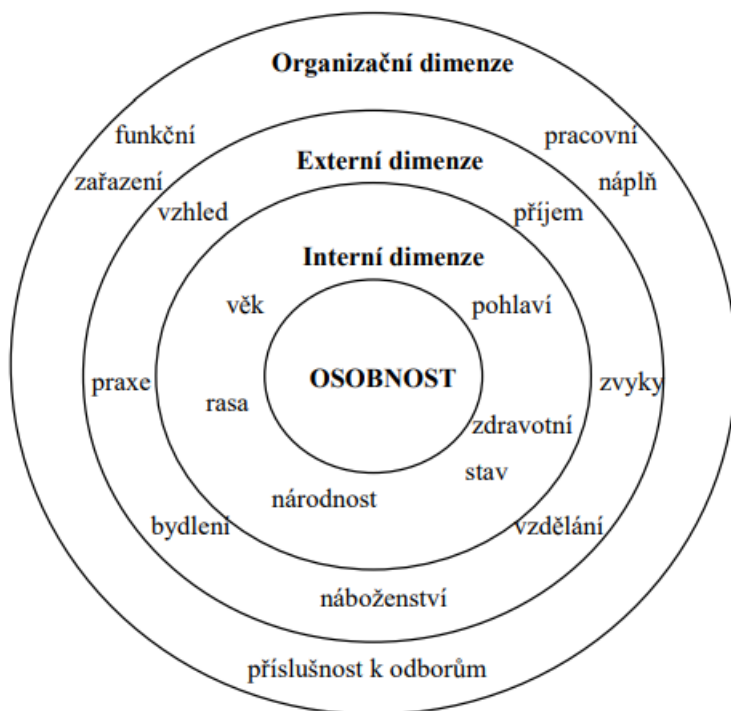 Organizační dimenze
funkční
pracovní
zařazení
náplň
Externí dimenze
vzhled
příjem
Interní dimenze
věk
pohlaví
OSOBNOST
praxe
zvyky
rasa
zdravotní
stav
národnost
bydlení
vzdělání
náboženství
příslušnost k odborům